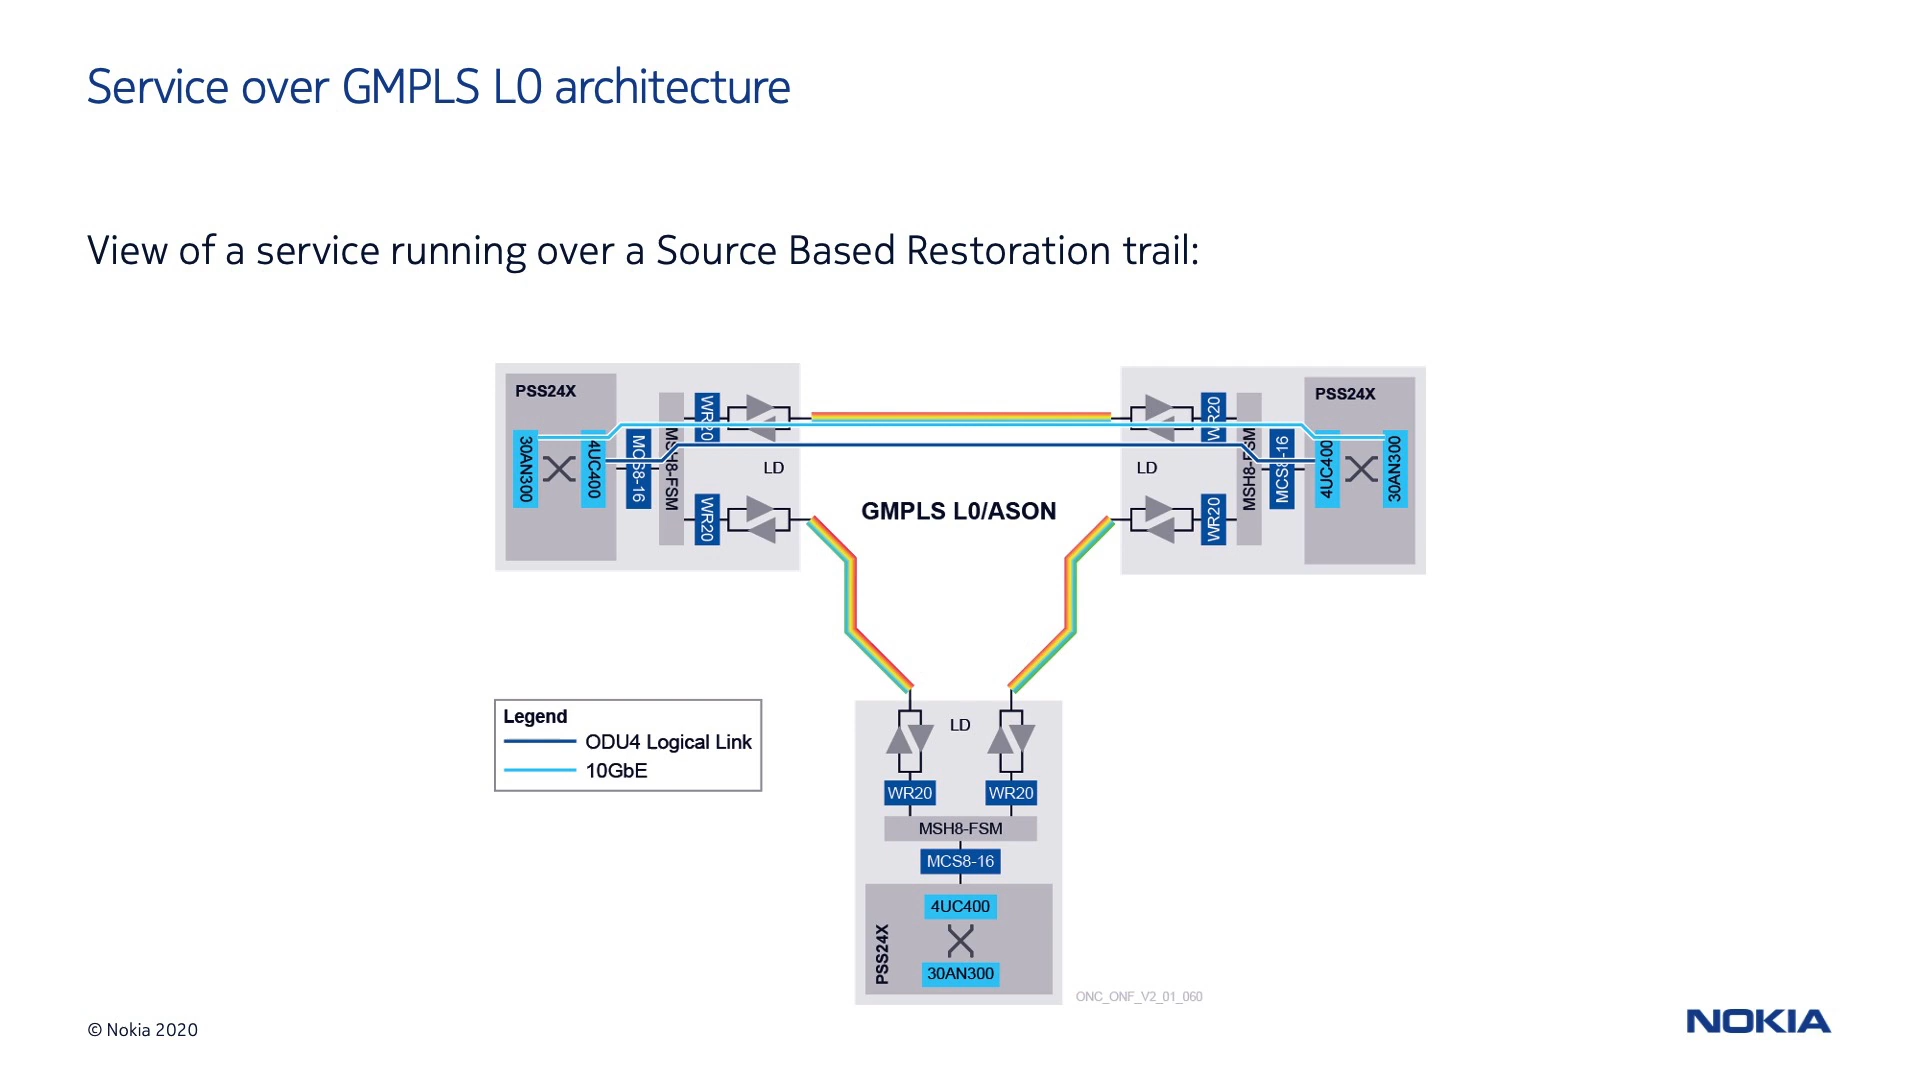 Service over GMPLS L0 architecture
View of a service running over a Source Based Restoration trail:
PSS24X
30AN300
4UC400
MCS8-16
MSH8-FSM
WR20
WR20
LD
GMPLS L0/ASON
LD
WR20
WR20
MSH8-FSM
MCS8-16
PSS24X
4UC400
30AN300
Legend
ODU4 Logical Link
10GbE
LD
WR20
WR20
MSH8-FSM
MCS8-16
4UC400
PSS24X
30AN300
ONC_ONF_V2_01_060
© Nokia 2020
NOKIA